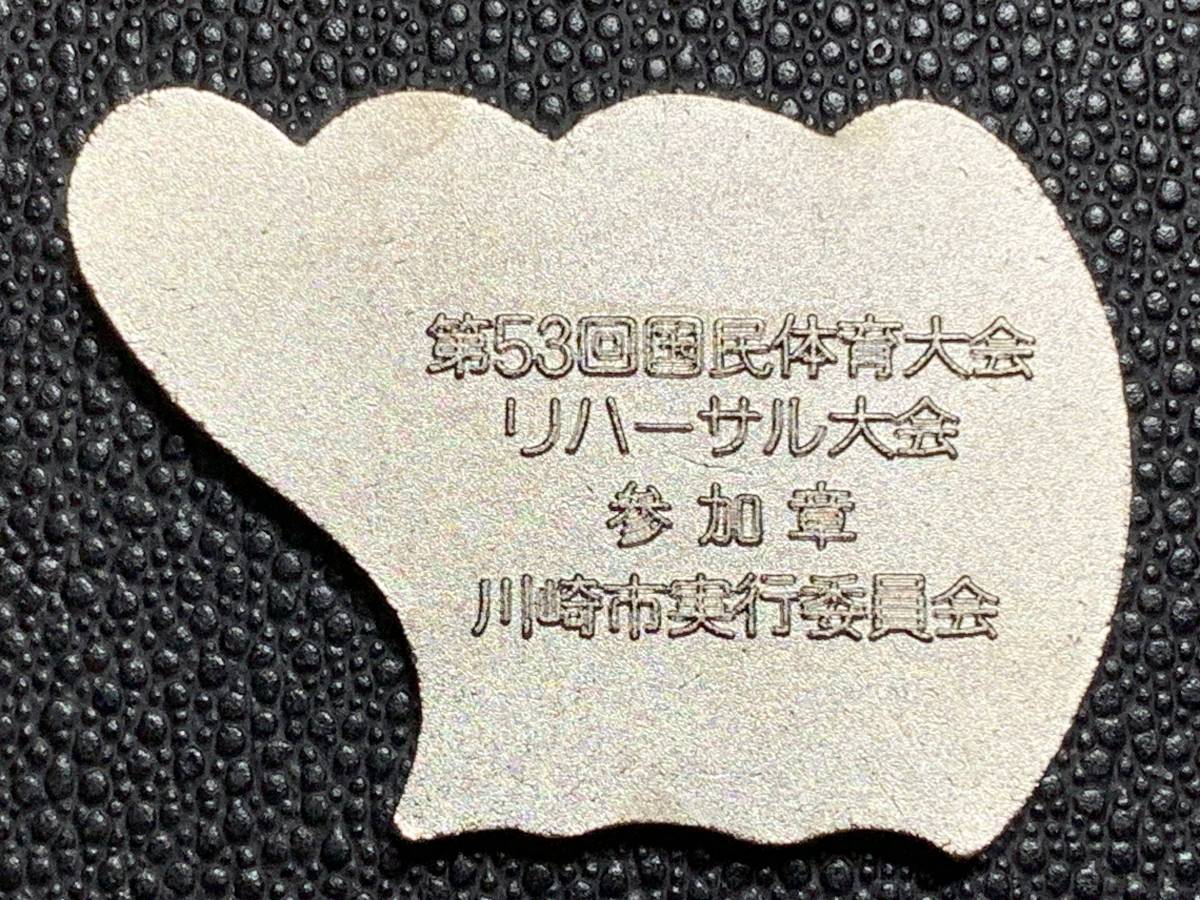 第53回国民体育大会
リハーサル大会
参加章
川崎市実行委員会